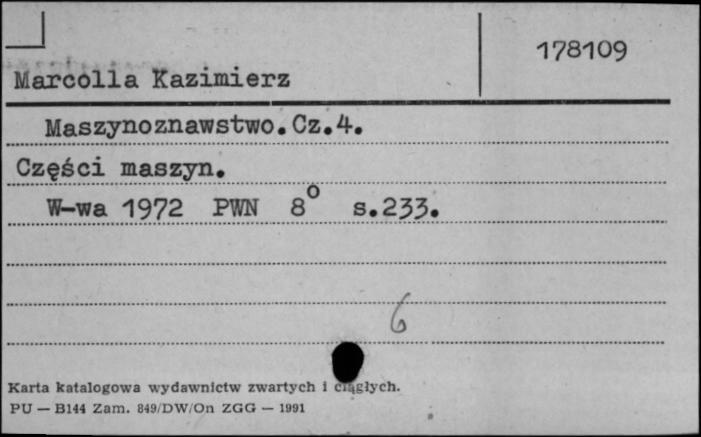 178109
Marcolla Kazimierz
Maszynoznawstwo. Cz.4.
Części maszyn.
W-wa 1972 PWN 8° s.233.
6
Karta katalogowa wydawnictw zwartych i ciągłych.
PU — B144 Zam. 849/DW/On ZGG — 1991